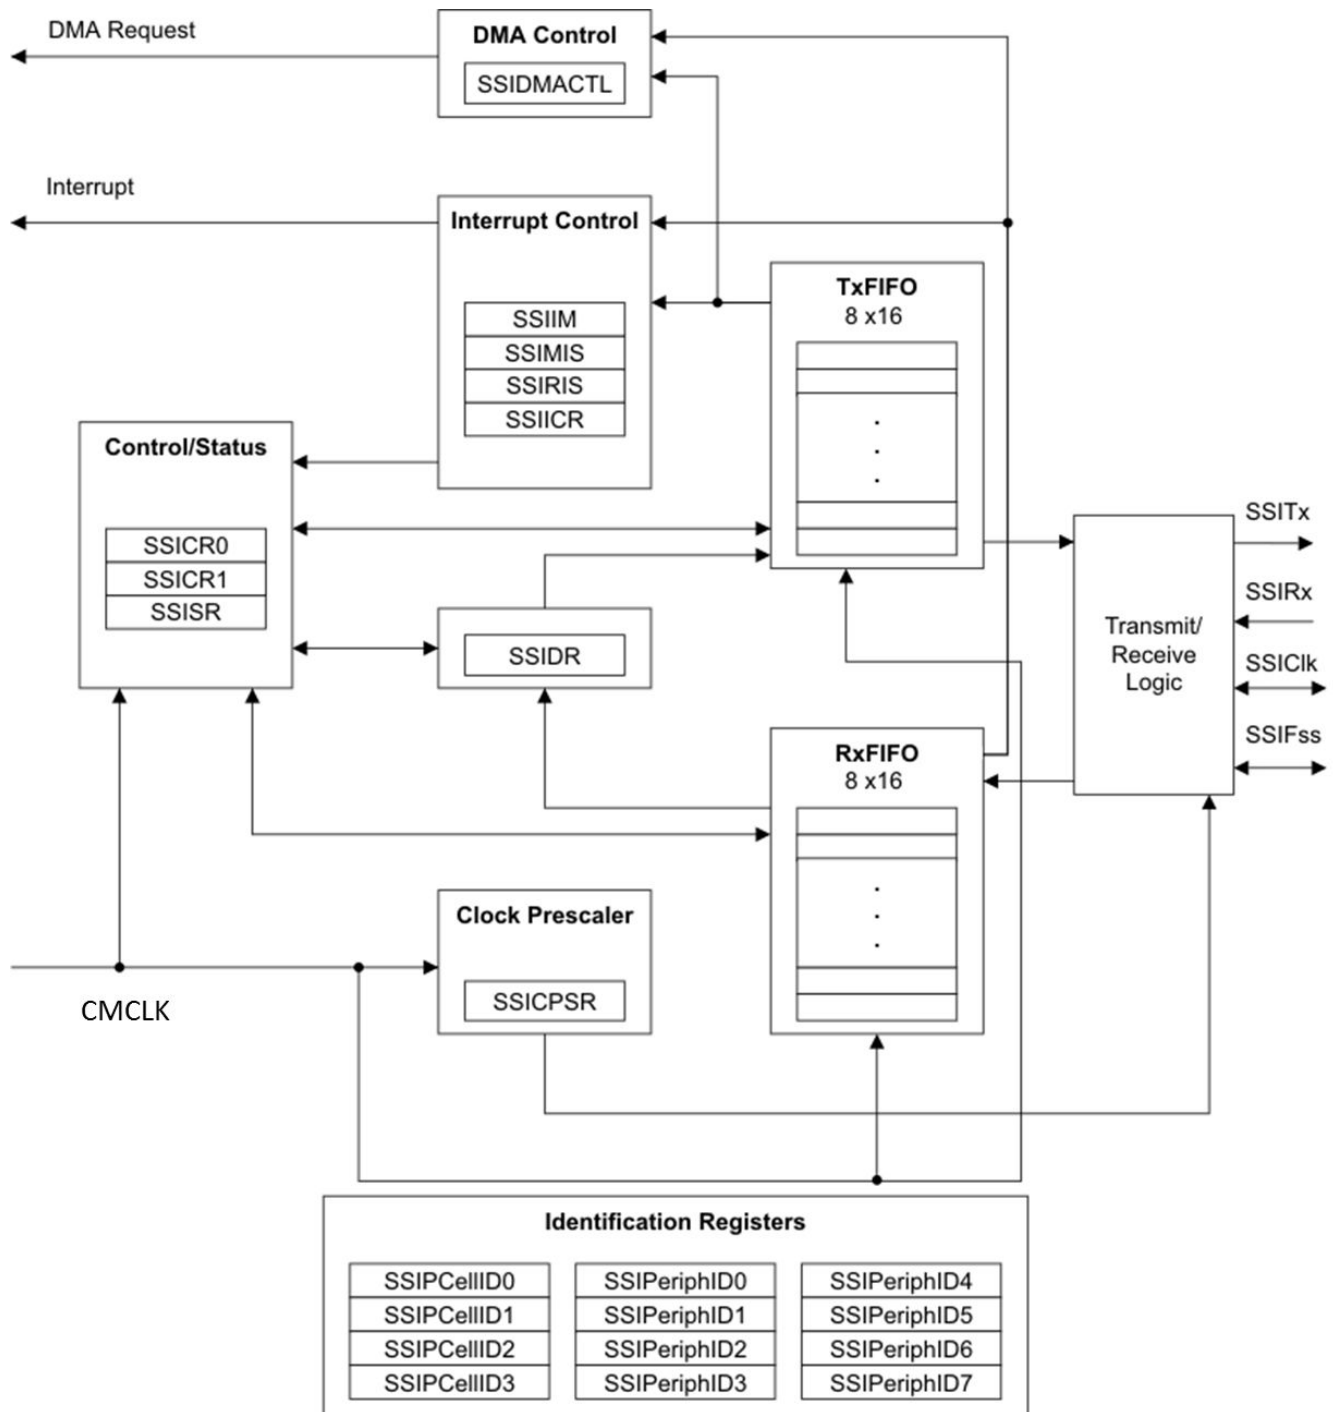 DMA Request
DMA Control
SSIDMACTL
Interrupt
Interrupt Control
SSIIM
SSIMIS
SSIRIS
SSIICR
TxFIFO
8 x16
Control/Status
SSICR0
SSICR1
SSISR
SSIDR
Transmit/
Receive
Logic
SSITx
SSIRx
SSIClk
SSIFss
RxFIFO
8 x16
Clock Prescaler
SSICPSR
CMCLK
Identification Registers
SSIPCellID0
SSIPCellID1
SSIPCellID2
SSIPCellID3
SSIPeriphID0
SSIPeriphID1
SSIPeriphID2
SSIPeriphID3
SSIPeriphID4
SSIPeriphID5
SSIPeriphID6
SSIPeriphID7